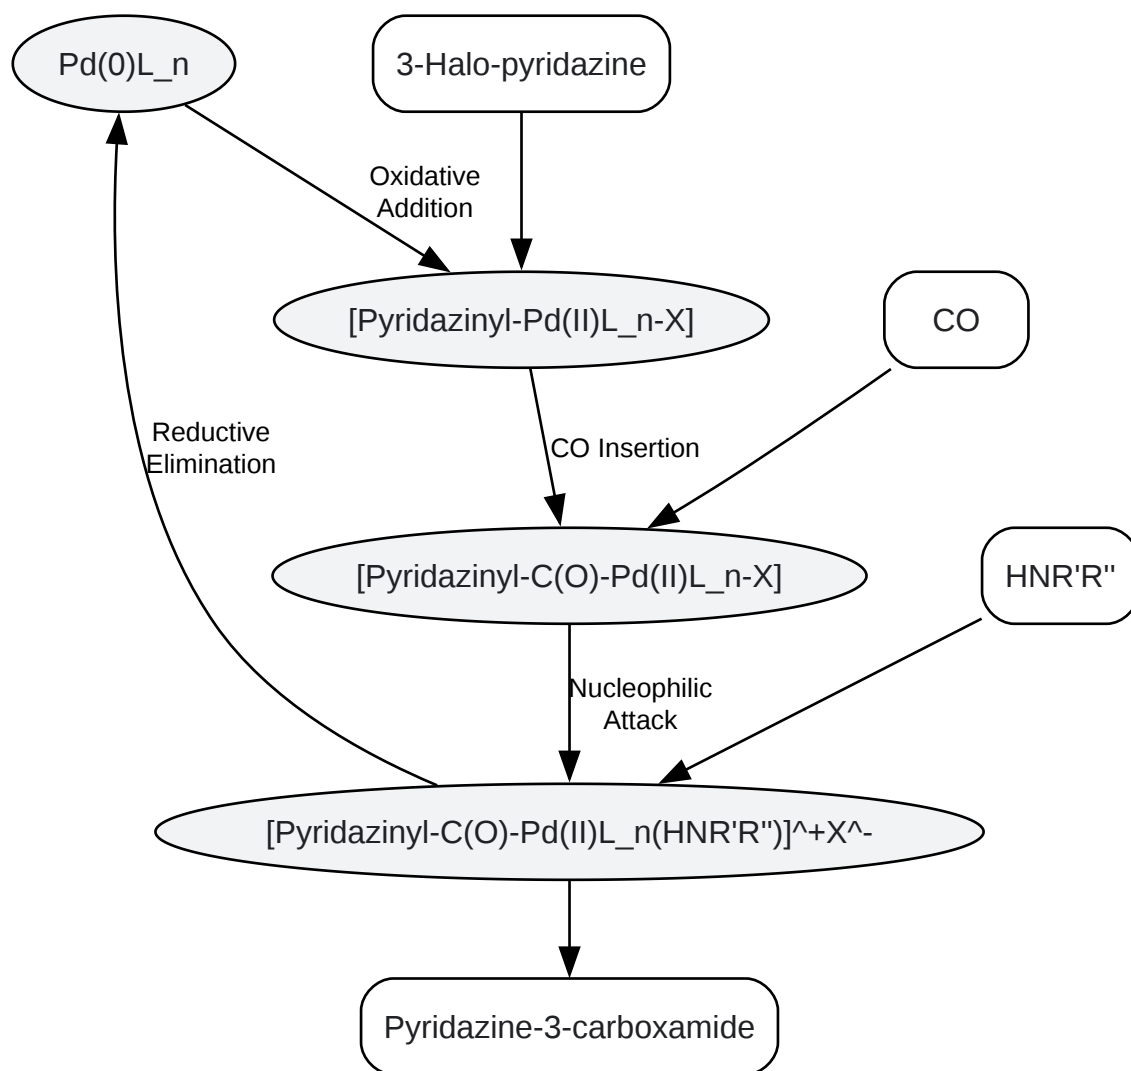 Pd(0)L_n
3-Halo-pyridazine
Oxidative
Addition
[Pyridazinyl-Pd(II)L_n-X]
CO
Reductive
Elimination
CO Insertion
[Pyridazinyl-C(O)-Pd(II)L_n-X]
HNR'R''
Nucleophilic
Attack
[Pyridazinyl-C(O)-Pd(II)L_n(HNR'R'')]^+X^-
Pyridazine-3-carboxamide